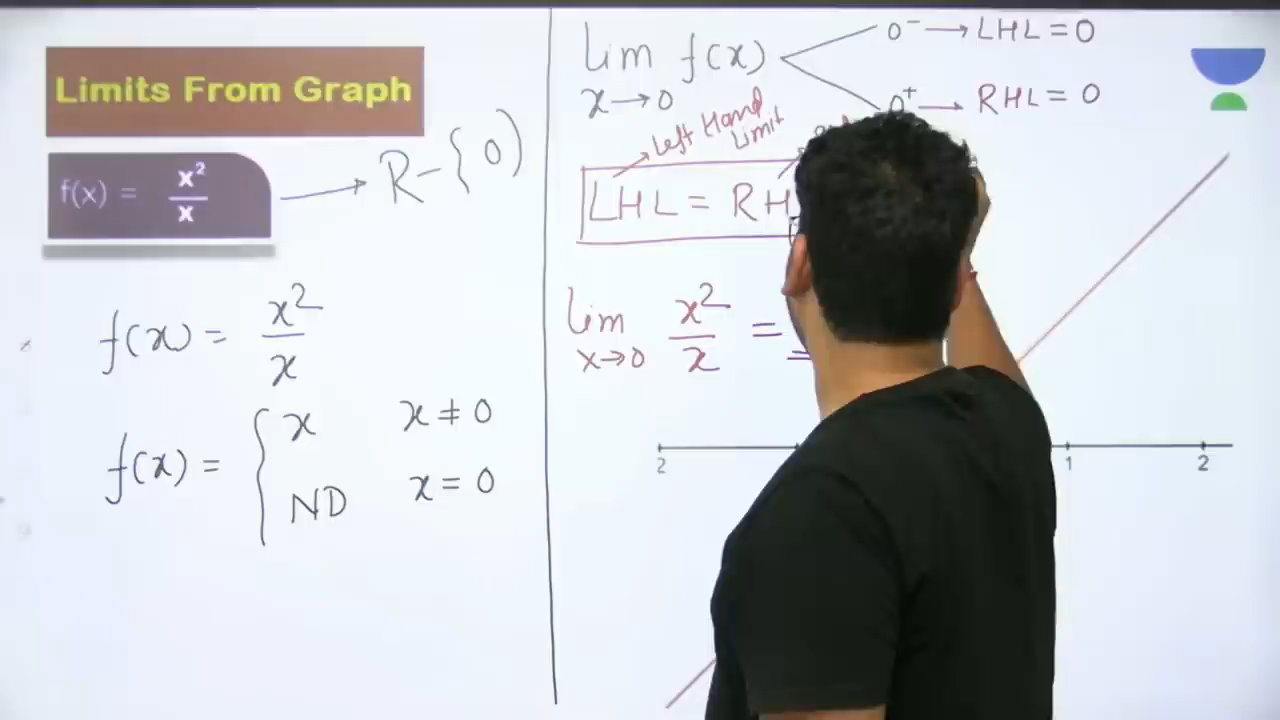 Limits From Graph
f(x) = x²/x → R-{0}
f(x) = x²/x
f(x) = { x x ≠ 0
ND x = 0
lim x→0 f(x)
0⁻ → LHL = 0
0⁺ → RHL = 0
Left Hand
Limit
LHL = RH
lim x→0 x²/x =
2 1 2